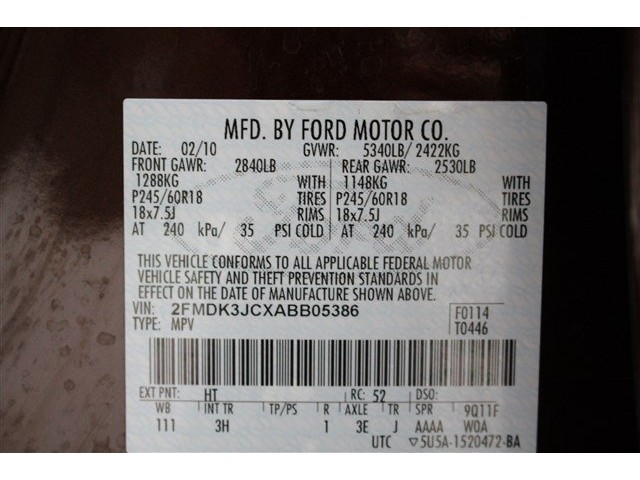 MFD. BY FORD MOTOR CO.
DATE: 02/10 GVWR: 5340LB/ 2422KG
FRONT GAWR: 2840LB REAR GAWR: 2530LB
1288KG WITH 1148KG WITH
P245/60R18 TIRES P245/60R18 TIRES
18x7.5J RIMS 18x7.5J RIMS
AT 240 kPa/ 35 PSI COLD AT 240 kPa/ 35 PSI COLD
THIS VEHICLE CONFORMS TO ALL APPLICABLE FEDERAL MOTOR
VEHICLE SAFETY AND THEFT PREVENTION STANDARDS IN
EFFECT ON THE DATE OF MANUFACTURE SHOWN ABOVE.
VIN: 2FMDK3JCXABB05386 F0114
TYPE: MPV T0446
EXT PNT: HT RC: 52 DSO:
WB INT TR TP/PS R AXLE TR SPR 9Q11F
111 3H 1 3E J AAAA W0A
UTC ▽5U5A-1520472-BA